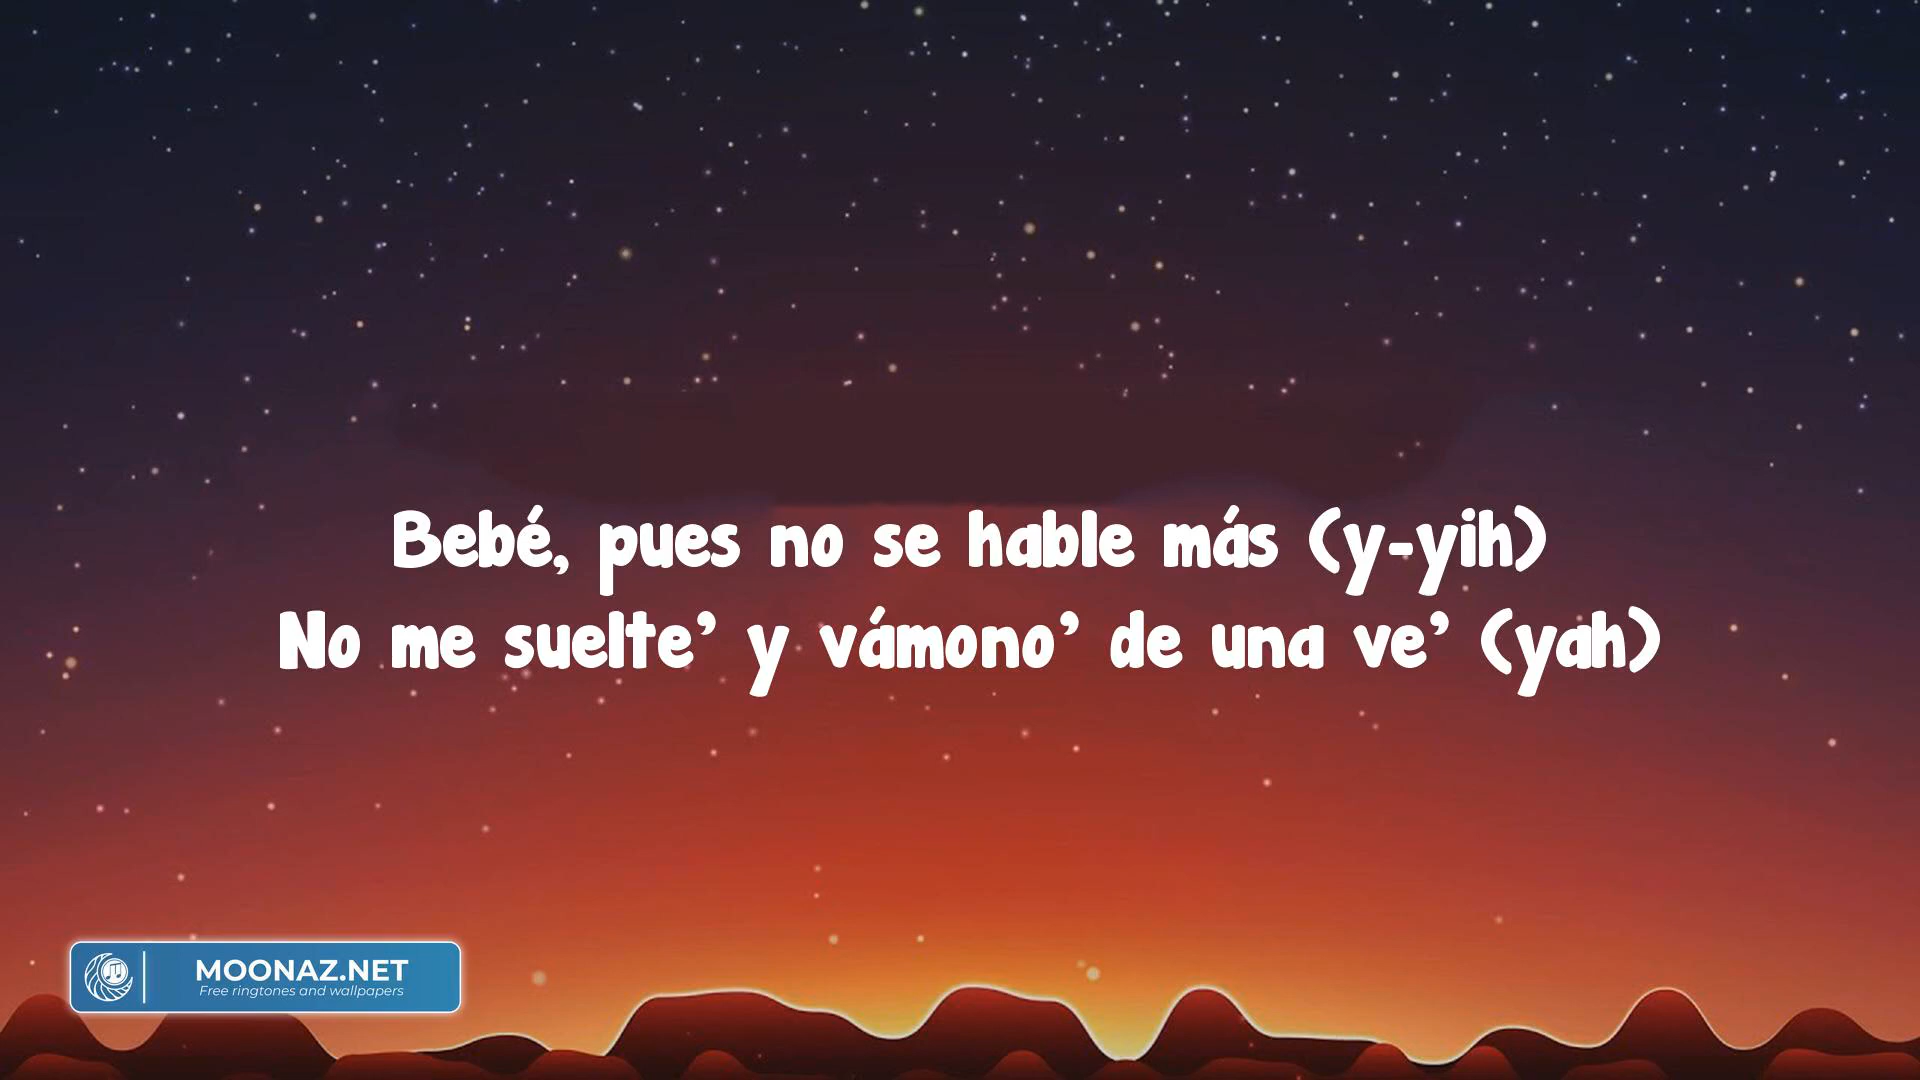 Bebé, pues no se hable más (y-yih)
No me suelte' y vámono' de una ve' (yah)
MOONAZ.NET
Free ringtones and wallpapers